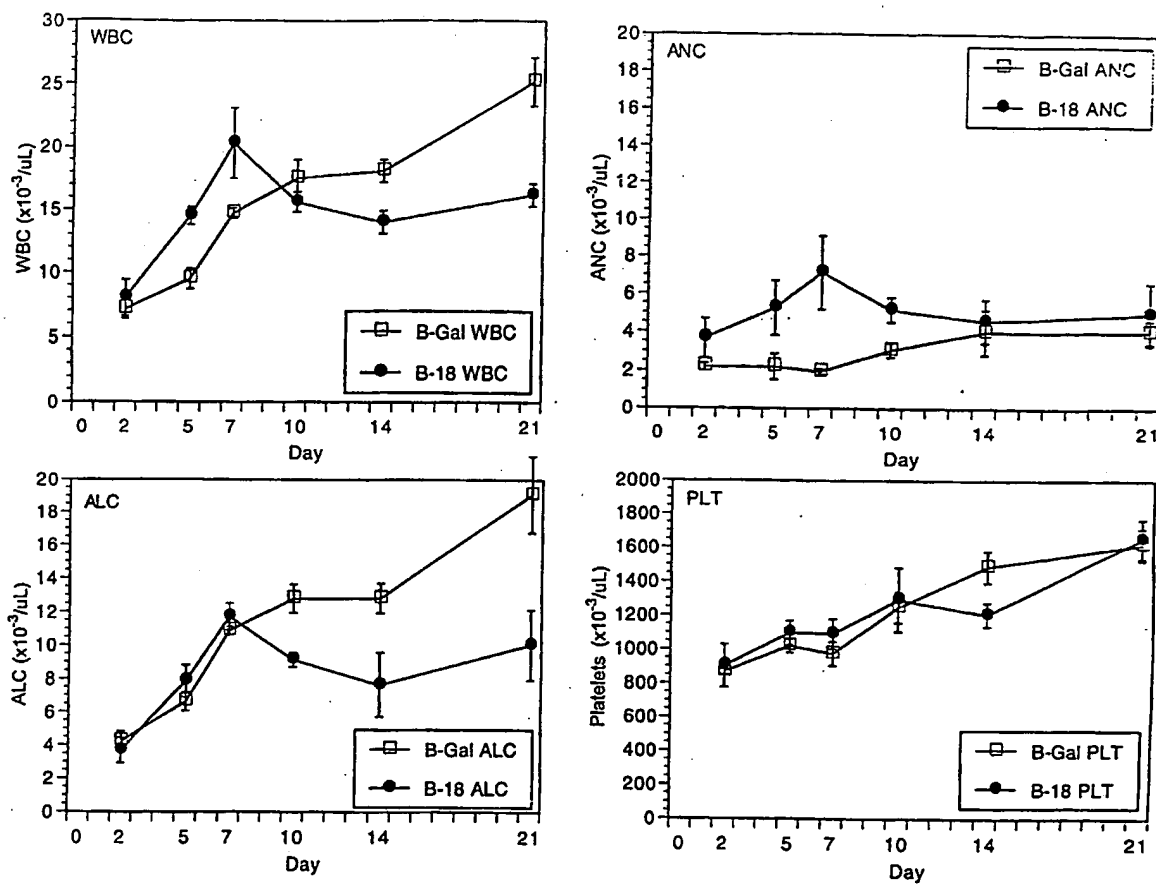 WBC
30
25
20
15
10
5
0
WBC (x10⁻³/uL)
B-Gal WBC
B-18 WBC
0 2 5 7 10 14 21
Day
ANC
20
18
16
14
12
10
8
6
4
2
0
ANC (x10⁻³/uL)
B-Gal ANC
B-18 ANC
0 2 5 7 10 14 21
Day
ALC
20
18
16
14
12
10
8
6
4
2
0
ALC (x10⁻³/uL)
B-Gal ALC
B-18 ALC
0 2 5 7 10 14 21
Day
PLT
2000
1800
1600
1400
1200
1000
800
600
400
200
0
Platelets (x10⁻³/uL)
B-Gal PLT
B-18 PLT
0 2 5 7 10 14 21
Day